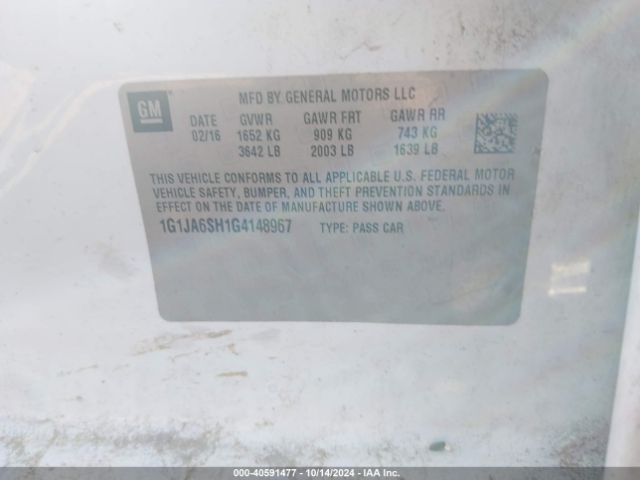 GM
MFD BY GENERAL MOTORS LLC
DATE GVWR GAWR FRT GAWR RR
02/16 1652 KG 909 KG 743 KG
3642 LB 2003 LB 1639 LB
THIS VEHICLE CONFORMS TO ALL APPLICABLE U.S. FEDERAL MOTOR
VEHICLE SAFETY, BUMPER, AND THEFT PREVENTION STANDARDS IN
EFFECT ON THE DATE OF MANUFACTURE SHOWN ABOVE.
1G1JA6SH1G4148967 TYPE: PASS CAR
000-40591477 - 10/14/2024 - IAA Inc.